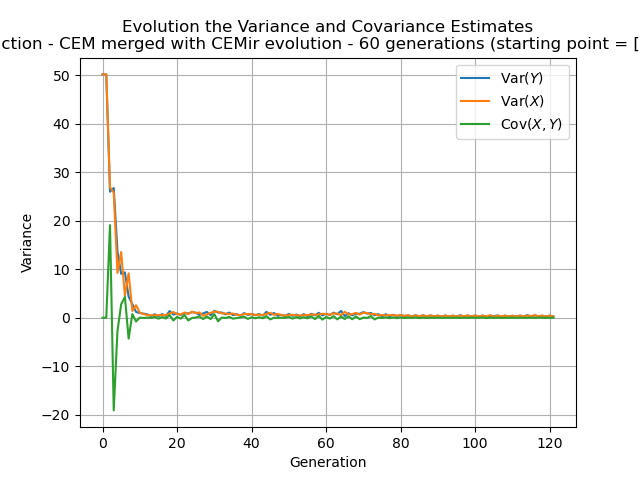 Evolution the Variance and Covariance Estimates
ction - CEM merged with CEMir evolution - 60 generations (starting point = [
50
40
30
20
10
0
−10
−20
Variance
Var(Y)
Var(X)
Cov(X, Y)
0 20 40 60 80 100 120
Generation